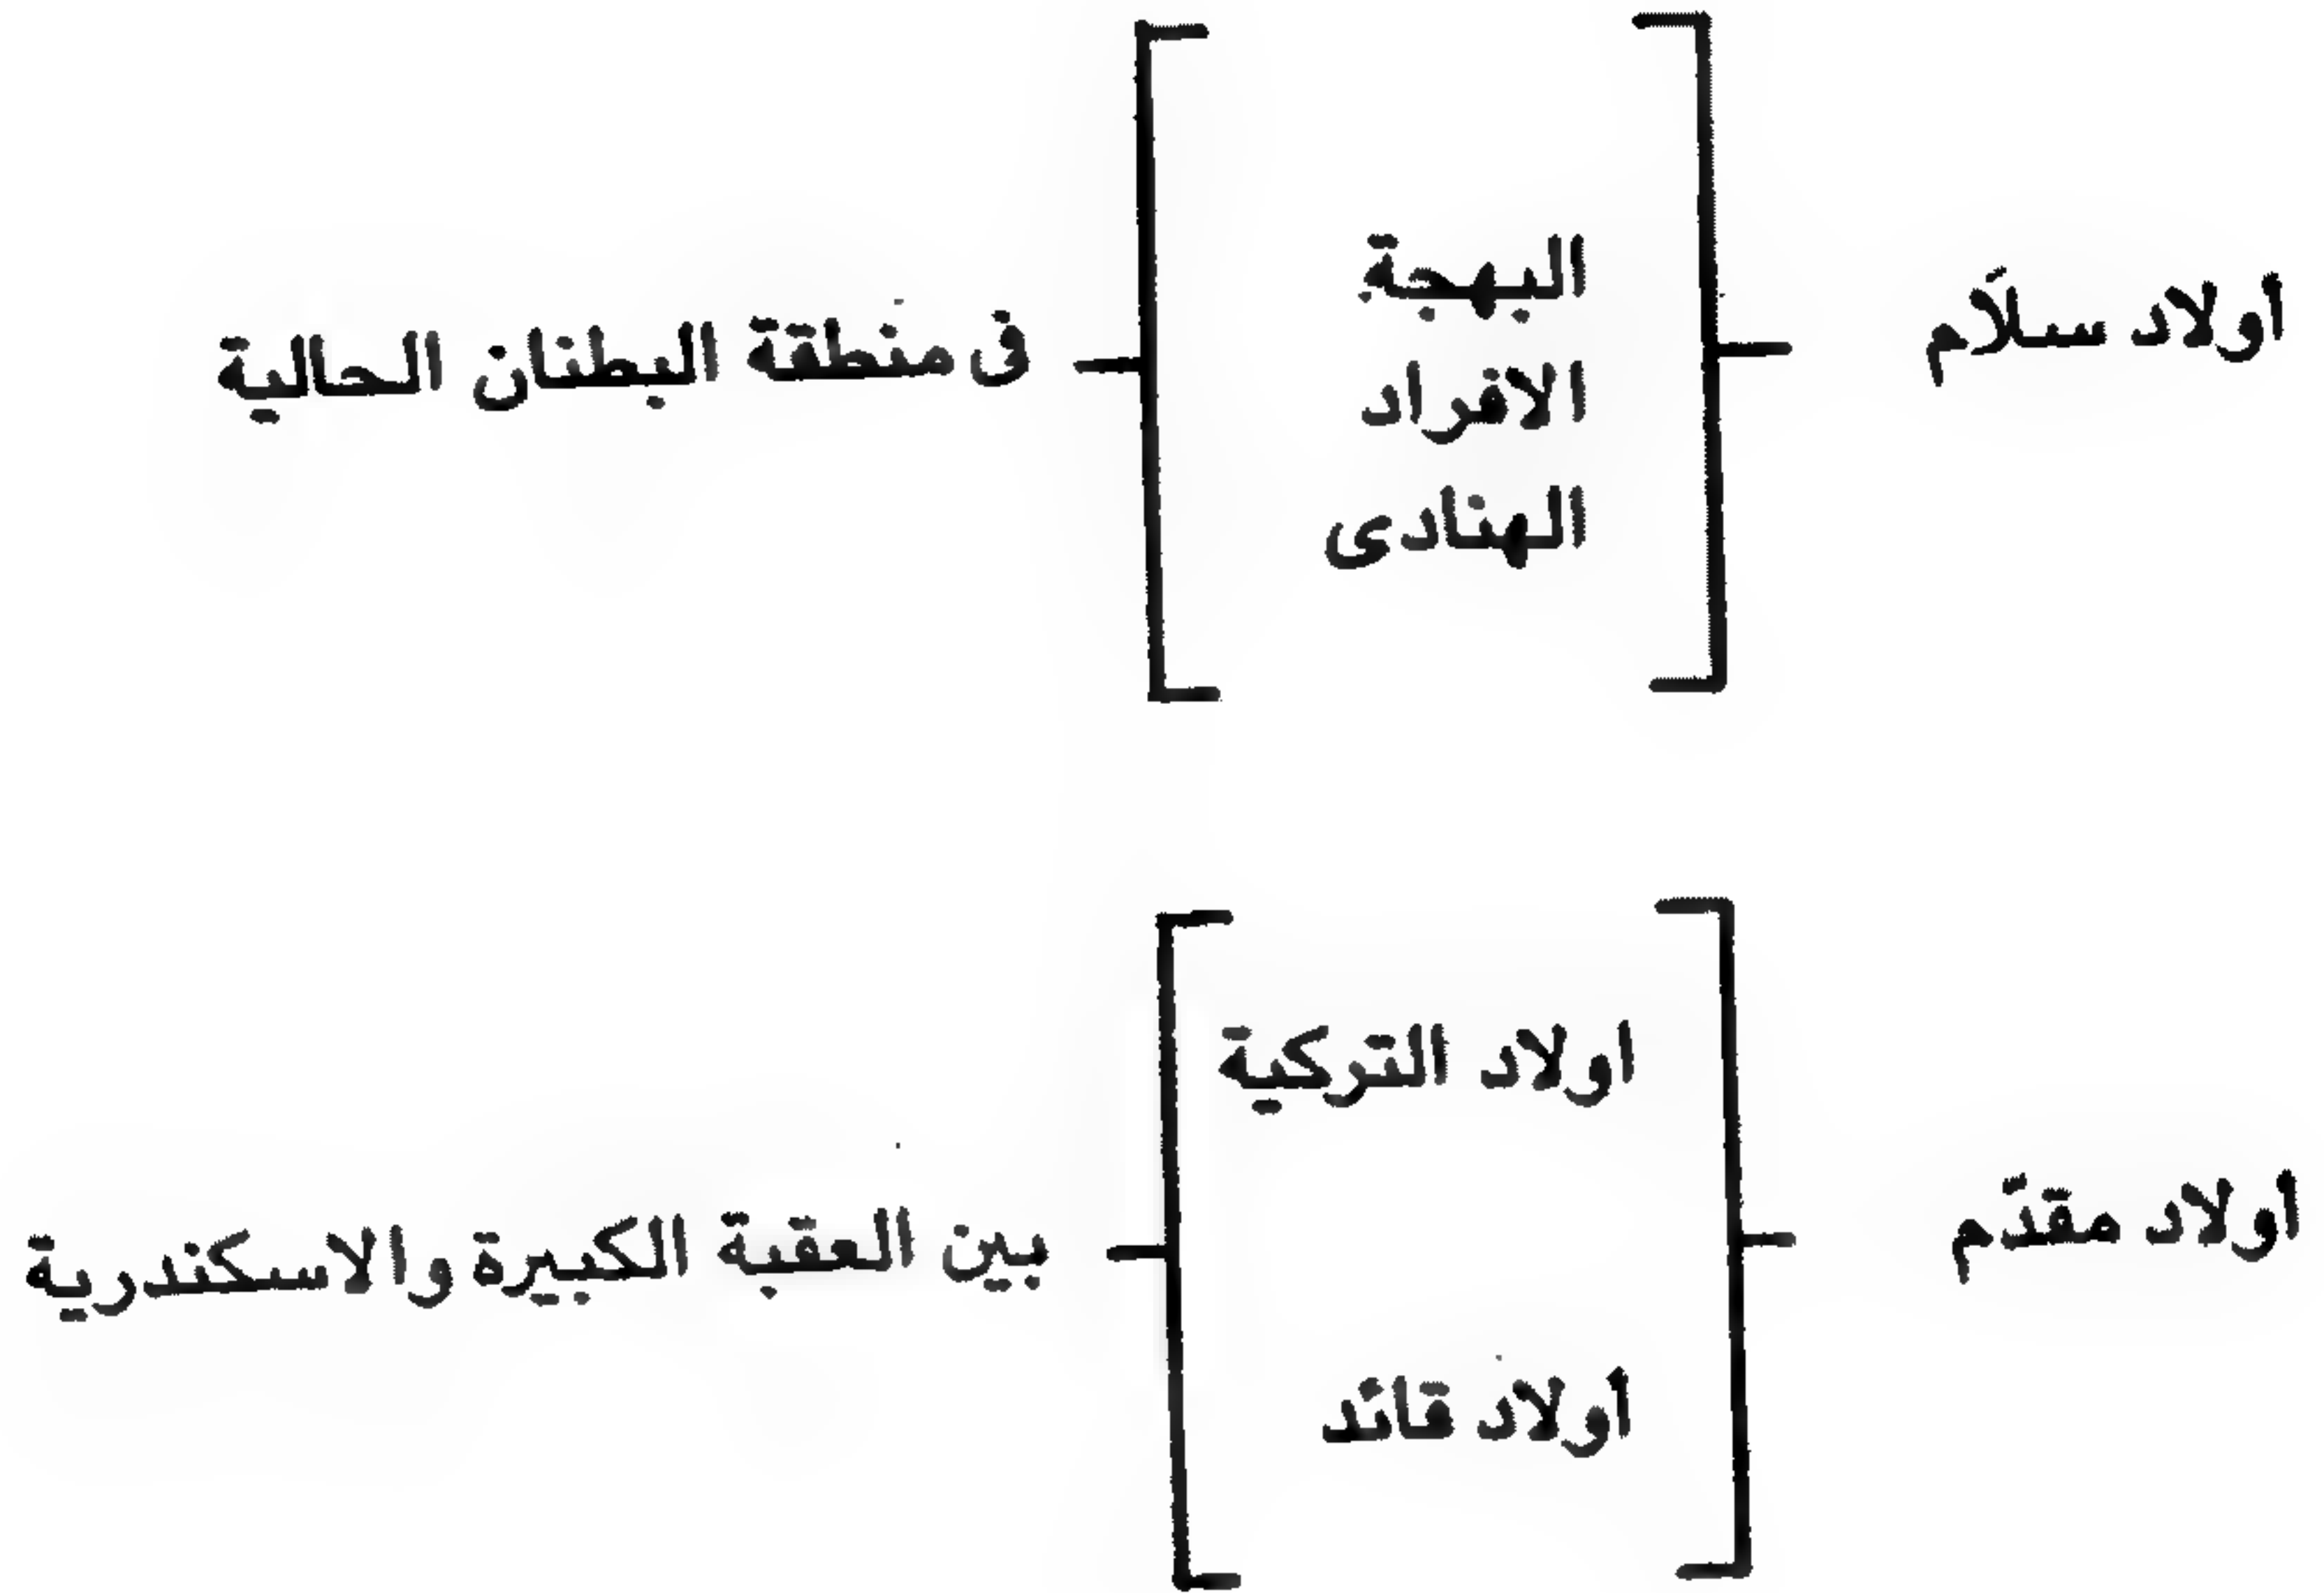 اولاد سلاّم
البهجة
الافراد
الهنادى
فى منطقة البطنان الحالية
اولاد مقدّم
اولاد التركية
اولاد قائد
بين العقبة الكبيرة والاسكندرية